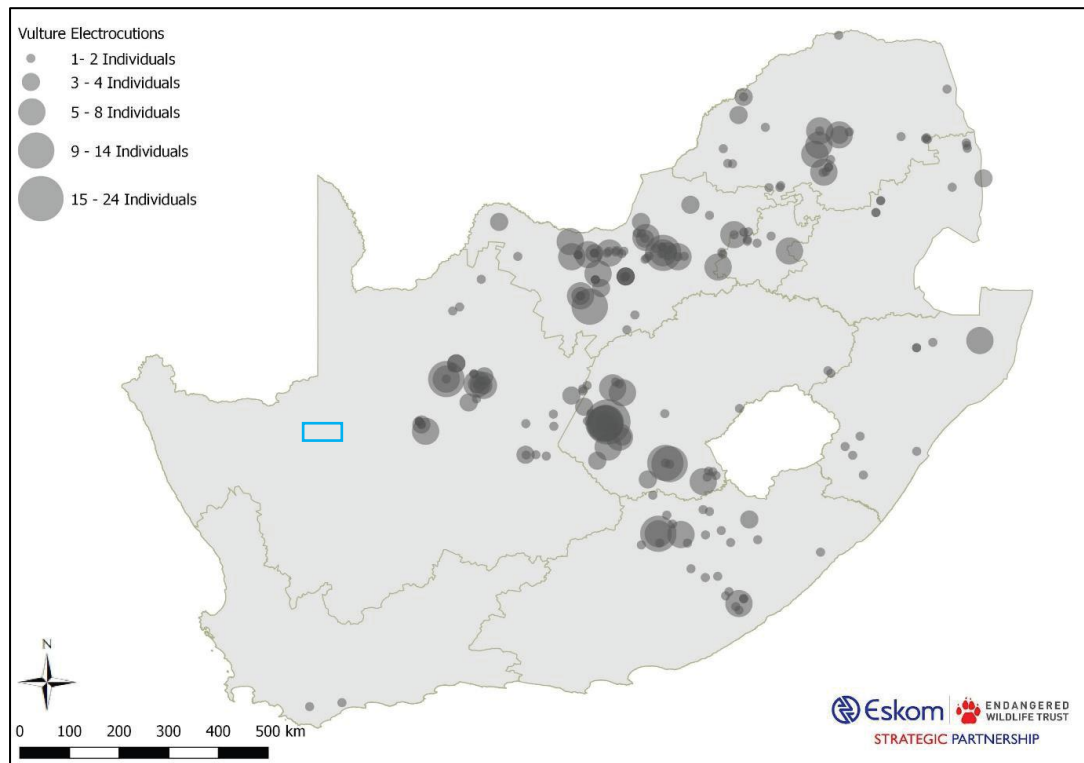 Vulture Electrocutions
1- 2 Individuals
3 - 4 Individuals
5 - 8 Individuals
9 - 14 Individuals
15 - 24 Individuals
N
0 100 200 300 400 500 km
Eskom
ENDANGERED
WILDLIFE TRUST
STRATEGIC PARTNERSHIP